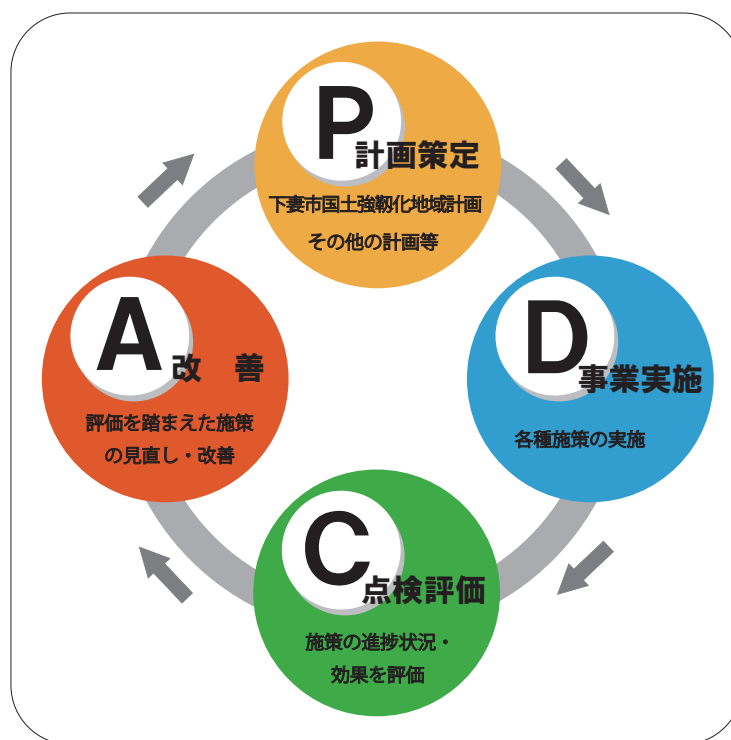 P
計画策定
下妻市国土強靱化地域計画
その他の計画等
D
事業実施
各種施策の実施
C
点検評価
施策の進捗状況・
効果を評価
A
改　善
評価を踏まえた施策
の見直し・改善